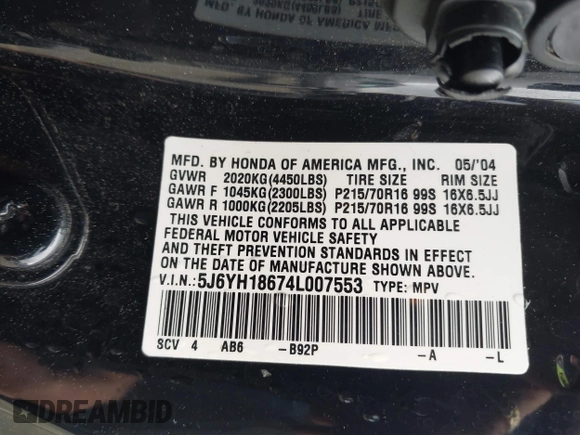 MFD. BY HONDA OF AMERICA MFG., INC. 05/'04
GVWR 2020KG(4450LBS) TIRE SIZE RIM SIZE
GAWR F 1045KG(2300LBS) P215/70R16 99S 16X6.5JJ
GAWR R 1000KG(2205LBS) P215/70R16 99S 16X6.5JJ
THIS VEHICLE CONFORMS TO ALL APPLICABLE
FEDERAL MOTOR VEHICLE SAFETY
AND THEFT PREVENTION STANDARDS IN EFFECT
ON THE DATE OF MANUFACTURE SHOWN ABOVE.
V.I.N.:5J6YH18674L007553 TYPE: MPV
SCV 4 AB6 -B92P -A -L
DREAMBID